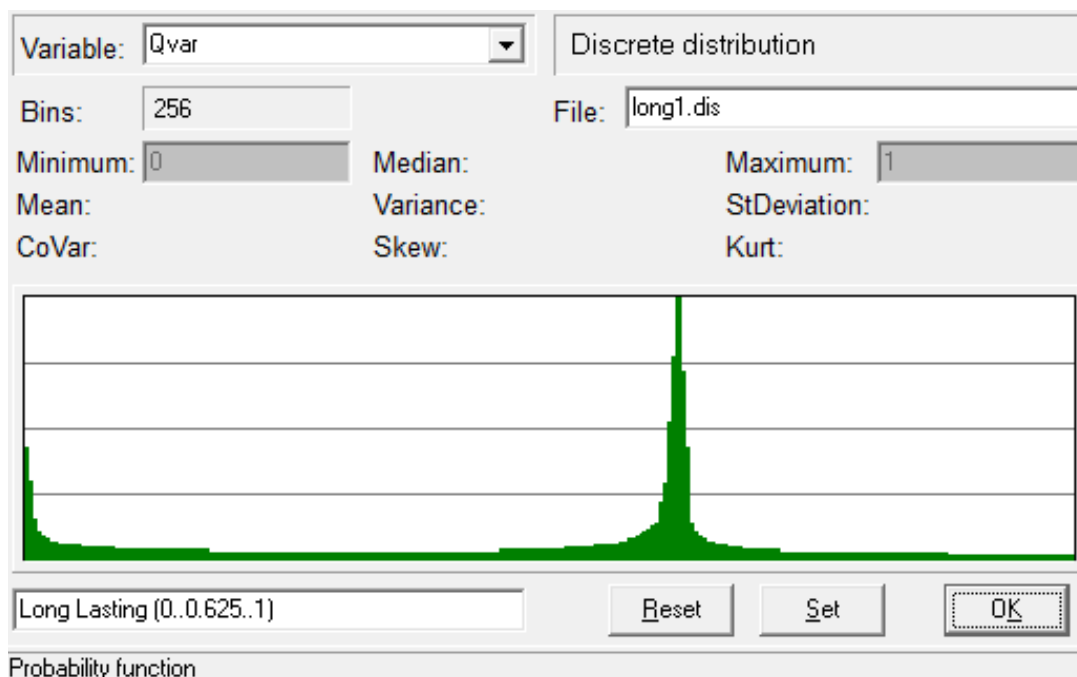 Variable: Qvar Discrete distribution
Bins: 256 File: long1.dis
Minimum: 0 Median: Maximum: 1
Mean: Variance: StDeviation:
CoVar: Skew: Kurt:
Long Lasting (0..0.625..1) Reset Set OK
Probability function